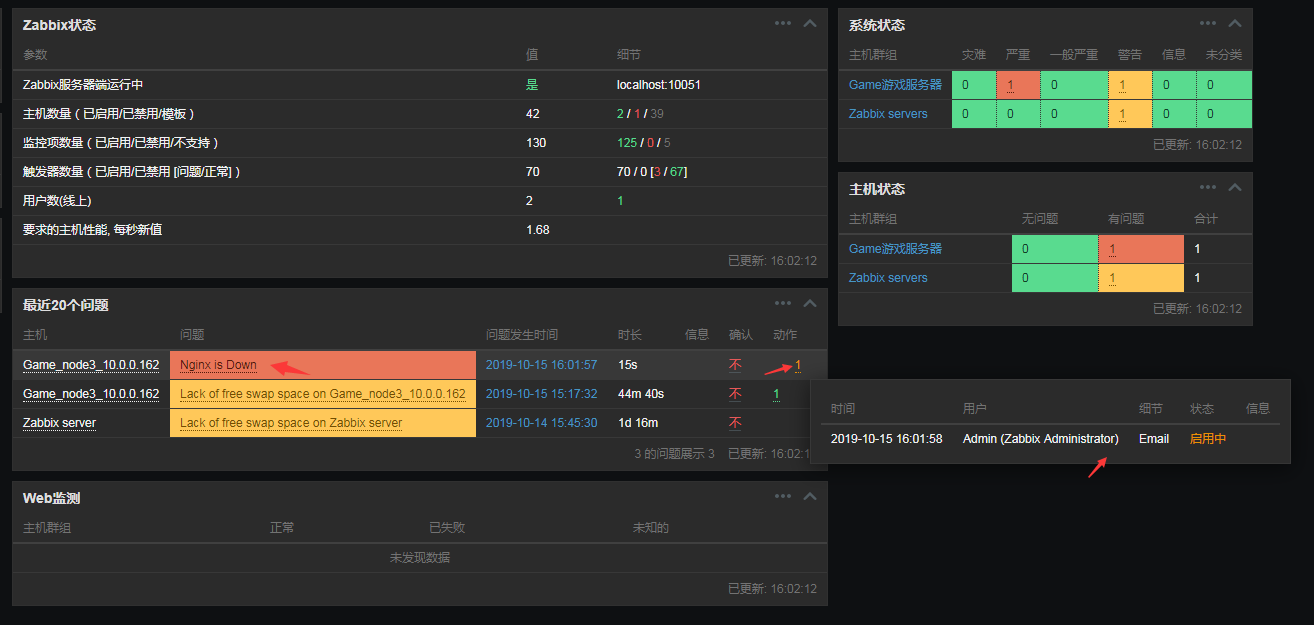 Zabbix状态
参数 值 细节
Zabbix服务器端运行中 是 localhost:10051
主机数量（已启用/已禁用/模板） 42 2 / 1 / 39
监控项数量（已启用/已禁用/不支持） 130 125 / 0 / 5
触发器数量（已启用/已禁用 [问题/正常]） 70 70 / 0 [3 / 67]
用户数(线上) 2 1
要求的主机性能, 每秒新值 1.68
已更新: 16:02:12
最近20个问题
主机 问题 问题发生时间 时长 信息 确认 动作
Game_node3_10.0.0.162 Nginx is Down 2019-10-15 16:01:57 15s 不 1
Game_node3_10.0.0.162 Lack of free swap space on Game_node3_10.0.0.162 2019-10-15 15:17:32 44m 40s 不 1
Zabbix server Lack of free swap space on Zabbix server 2019-10-14 15:45:30 1d 16m 不
3 的问题展示 3 已更新: 16:02:1
Web监测
主机群组 正常 已失败 未知的
未发现数据
已更新: 16:02:12
系统状态
主机群组 灾难 严重 一般严重 警告 信息 未分类
Game游戏服务器 0 1 0 1 0 0
Zabbix servers 0 0 0 1 0 0
已更新: 16:02:12
主机状态
主机群组 无问题 有问题 合计
Game游戏服务器 0 1 1
Zabbix servers 0 1 1
已更新: 16:02:12
时间 用户 细节 状态 信息
2019-10-15 16:01:58 Admin (Zabbix Administrator) Email 启用中